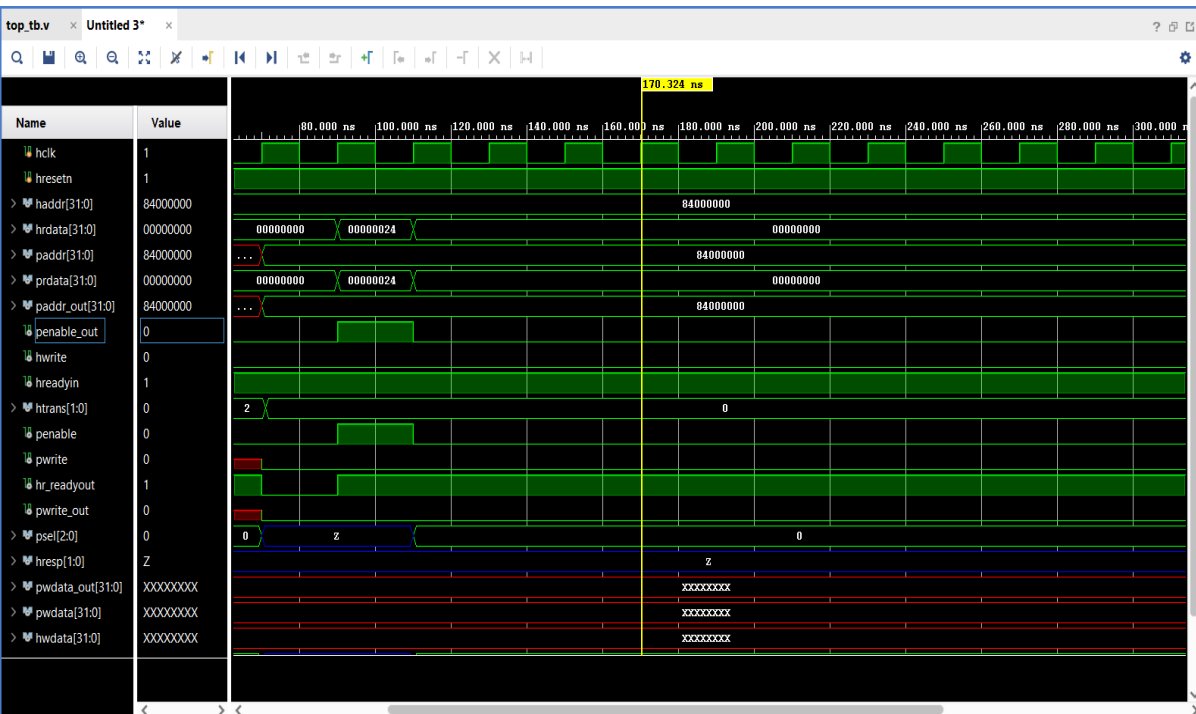 top_tb.v × Untitled 3* ×
170.324 ns
Name Value
80.000 ns 100.000 ns 120.000 ns 140.000 ns 160.000 ns 180.000 ns 200.000 ns 220.000 ns 240.000 ns 260.000 ns 280.000 ns 300.000 n
hclk 1
hresetn 1
haddr[31:0] 84000000 84000000
hrdata[31:0] 00000000 00000000 00000024 00000000
paddr[31:0] 84000000 ... 84000000
prdata[31:0] 00000000 00000000 00000024 00000000
paddr_out[31:0] 84000000 ... 84000000
penable_out 0
hwrite 0
hreadyin 1
htrans[1:0] 0 2 0
penable 0
pwrite 0
hr_readyout 1
pwrite_out 0
psel[2:0] 0 0 Z 0
hresp[1:0] Z Z
pwdata_out[31:0] XXXXXXXX XXXXXXXX
pwdata[31:0] XXXXXXXX XXXXXXXX
hwdata[31:0] XXXXXXXX XXXXXXXX